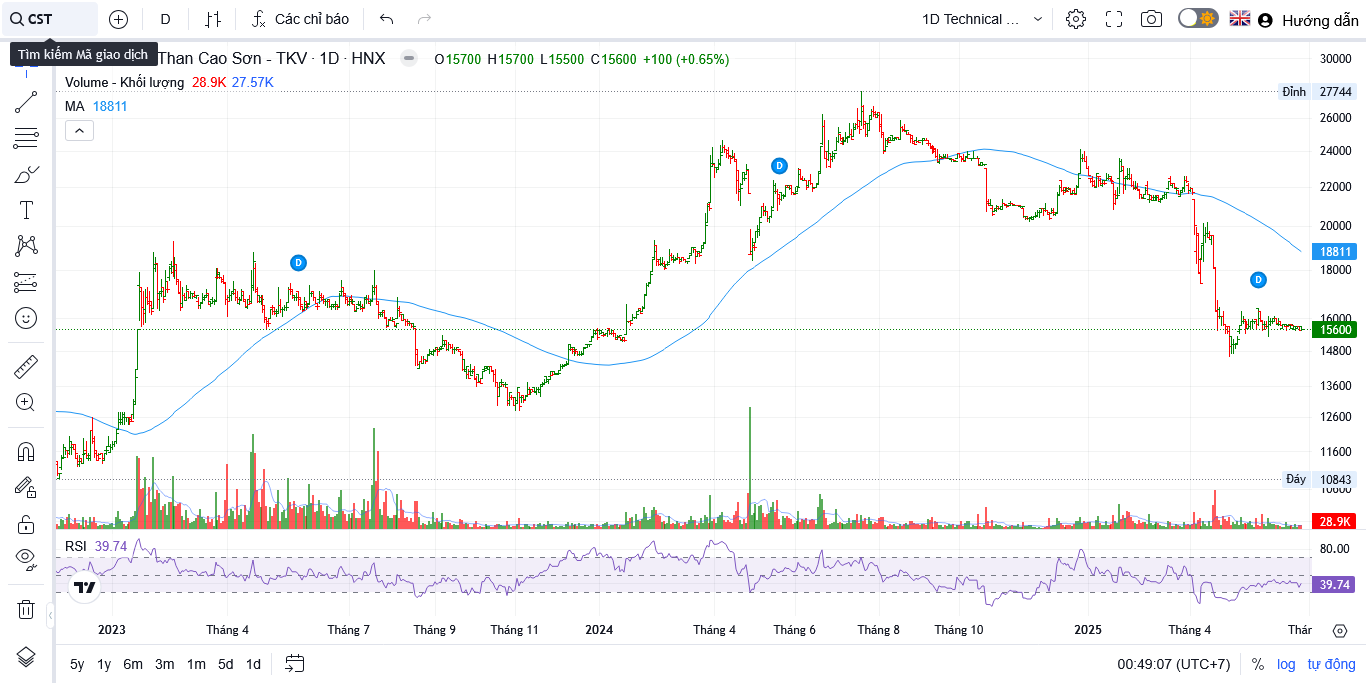 CST D Các chỉ báo 1D Technical ... Hướng dẫn
Tìm kiếm Mã giao dịch
Than Cao Sơn - TKV · 1D · HNX O15700 H15700 L15500 C15600 +100 (+0.65%)
Volume - Khối lượng 28.9K 27.57K
MA 18811
30000
Đỉnh 27744
26000
24000
22000
20000
18811
18000
16000
15600
14800
13600
12600
11600
Đáy 10843
10600
28.9K
D
D
D
RSI 39.74
80.00
39.74
2023 Tháng 4 Tháng 7 Tháng 9 Tháng 11 2024 Tháng 4 Tháng 6 Tháng 8 Tháng 10 2025 Tháng 4 Thár
5y 1y 6m 3m 1m 5d 1d 00:49:07 (UTC+7) % log tự động